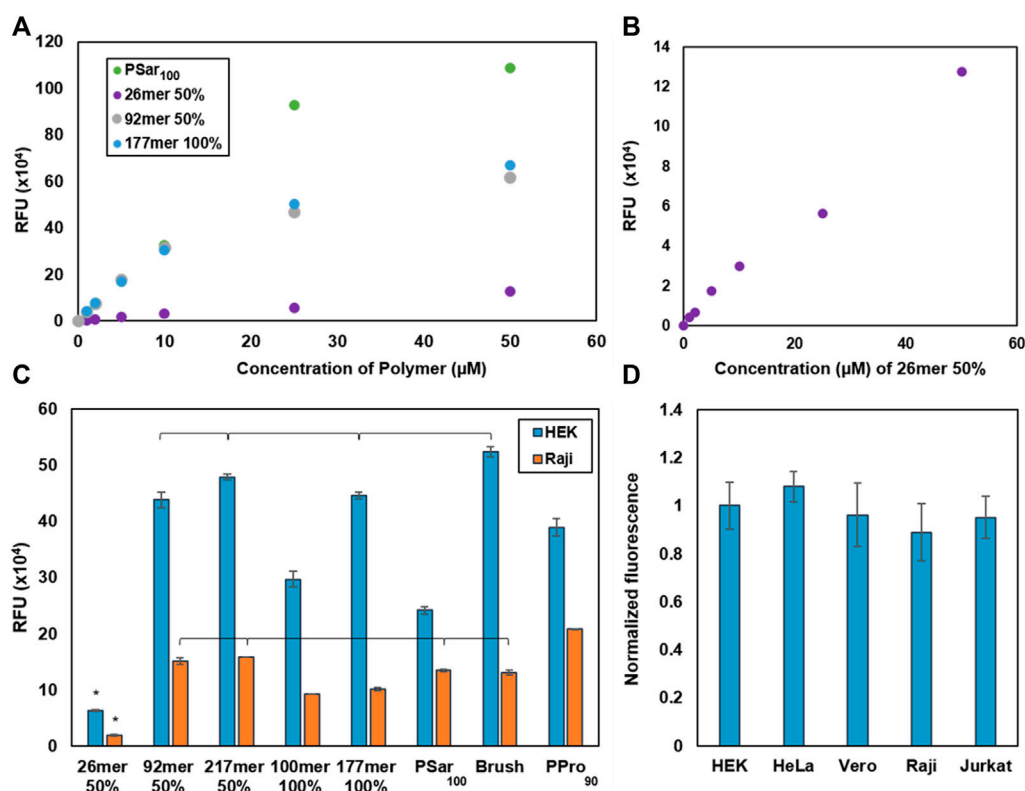 A
120
100
80
60
40
20
0
RFU (x10⁴)
PSar₁₀₀
26mer 50%
92mer 50%
177mer 100%
0 20 40 60
0 10 20 30 40 50 60
Concentration of Polymer (µM)
B
14
12
10
8
6
4
2
0
RFU (x10⁴)
Concentration (µM) of 26mer 50%
C
60
50
40
30
20
10
0
RFU (x10⁴)
HEK
Raji
*
*
26mer 92mer 217mer 100mer 177mer PSar Brush PPro
50% 50% 50% 100% 100% 100 90
D
1.4
1.2
1
0.8
0.6
0.4
0.2
0
Normalized fluorescence
HEK HeLa Vero Raji Jurkat